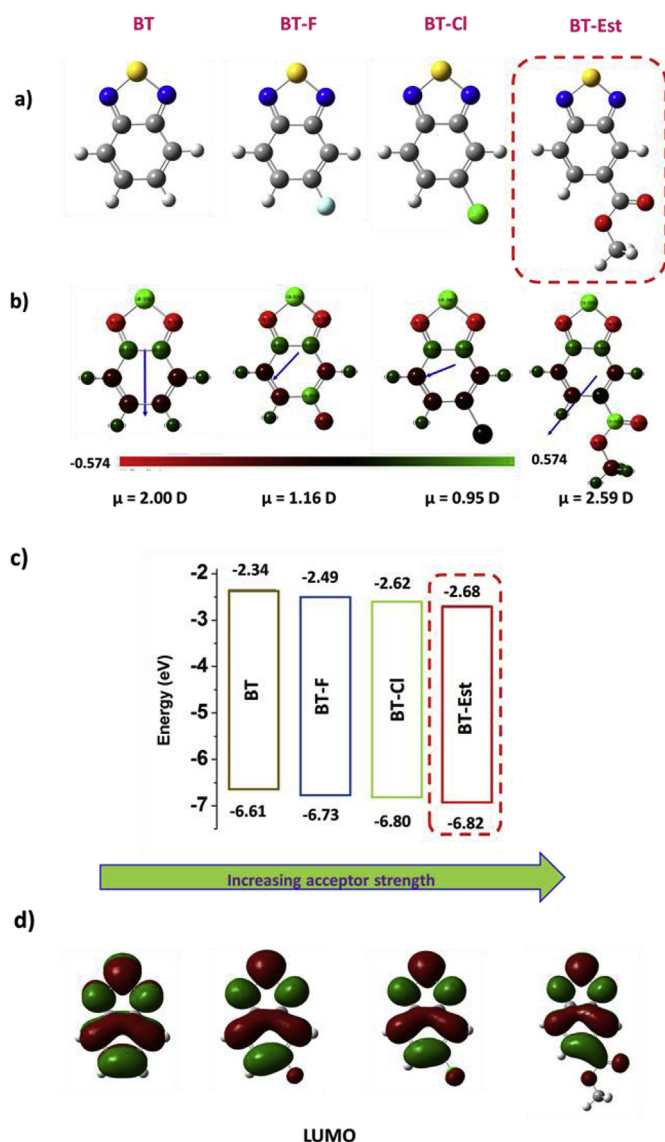 BT BT-F BT-Cl BT-Est
a)
b)
-0.574 0.574
μ = 2.00 D μ = 1.16 D μ = 0.95 D μ = 2.59 D
c)
-2 -2.34 -2.49 -2.62 -2.68
-3
-4
-5
-6
-7
Energy (eV)
BT BT-F BT-Cl BT-Est
-6.61 -6.73 -6.80 -6.82
Increasing acceptor strength
d)
LUMO